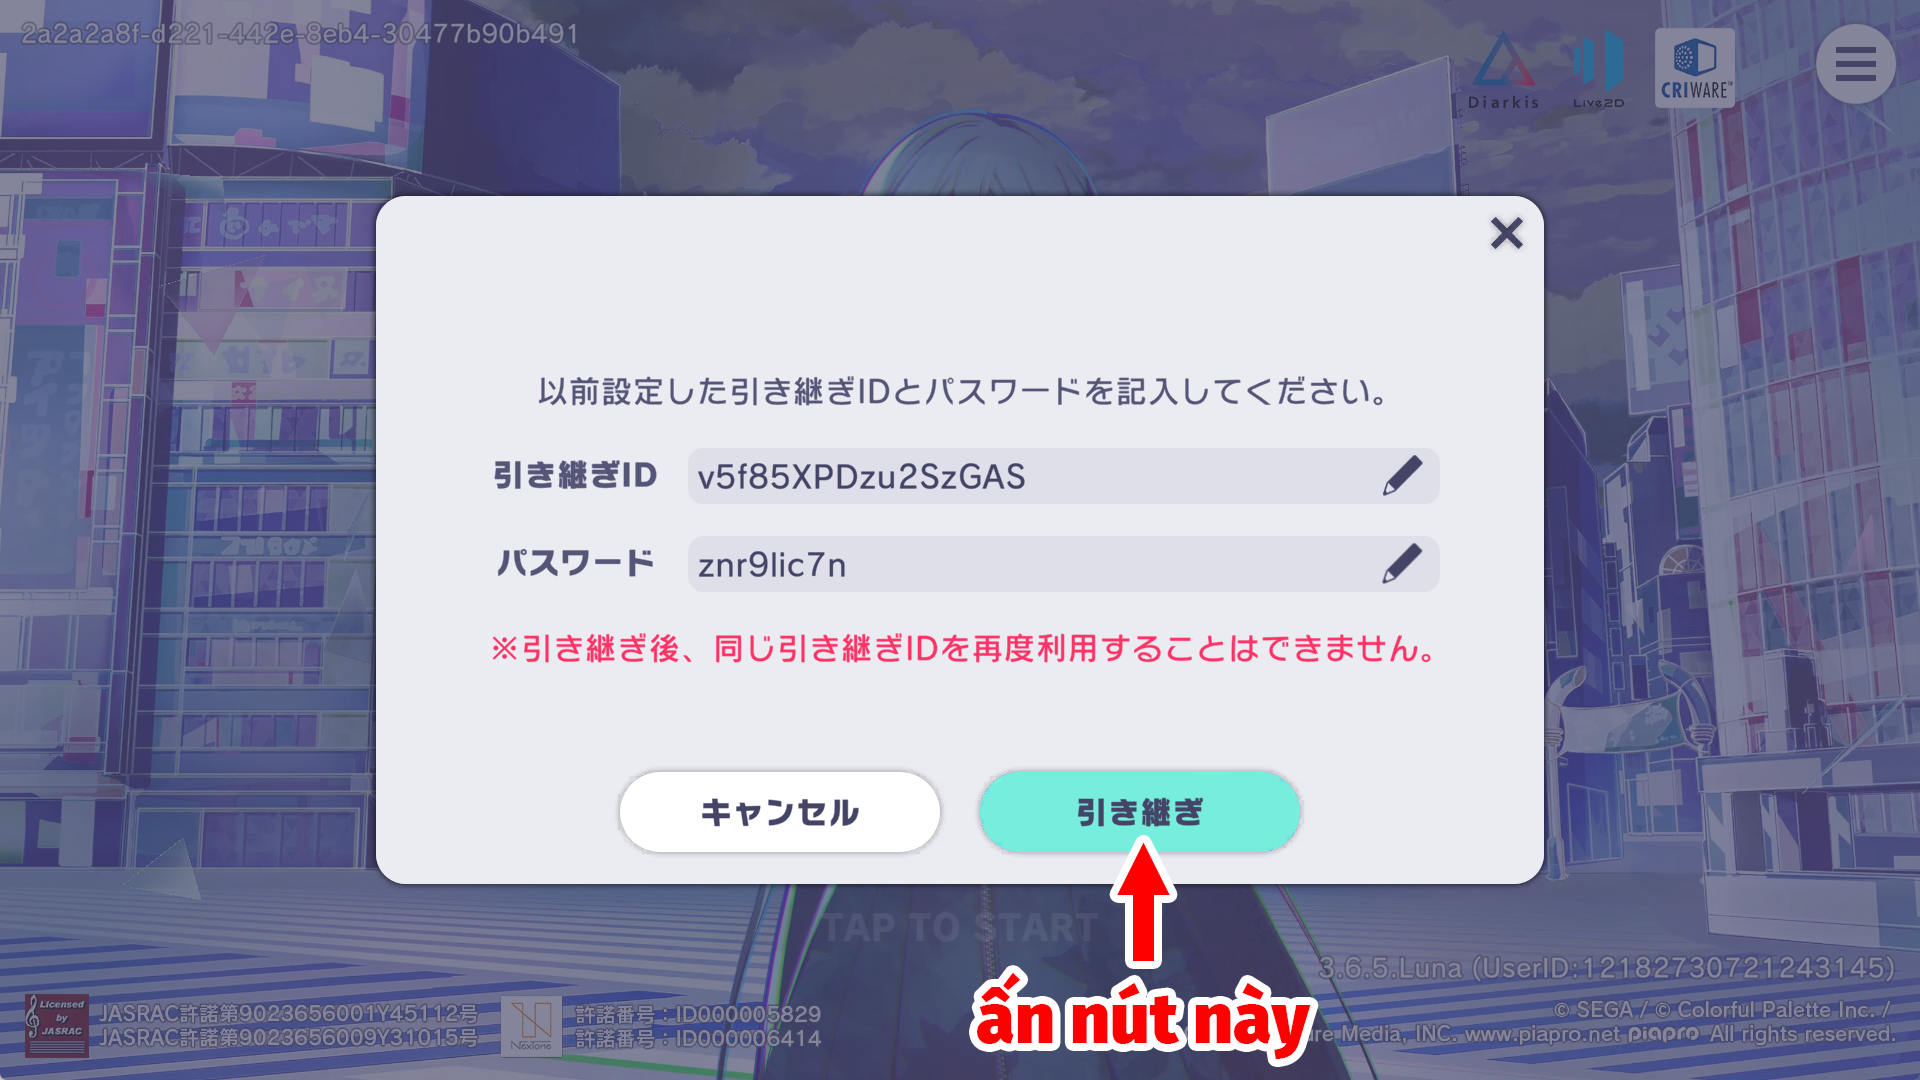 2a2a2a8f-d221-442e-8eb4-30477b90b491
Diarkis
Live2D
CRIWARE™
以前設定した引き継ぎIDとパスワードを記入してください。
引き継ぎID
v5f85XPDzu2SzGAS
パスワード
znr9lic7n
※引き継ぎ後、同じ引き継ぎIDを再度利用することはできません。
キャンセル
引き継ぎ
TAP TO START
ấn nút này
3.6.5.Luna (UserID:121827307212431​45)
Licensed
by
JASRAC
JASRAC許諾第9023656001Y45112号
JASRAC許諾第9023656009Y31015号
Nextone
許諾番号：ID000005829
許諾番号：ID000006414
© SEGA / © Colorful Palette Inc. /
re Media, INC. www.piapro.net piapro All rights reserved.